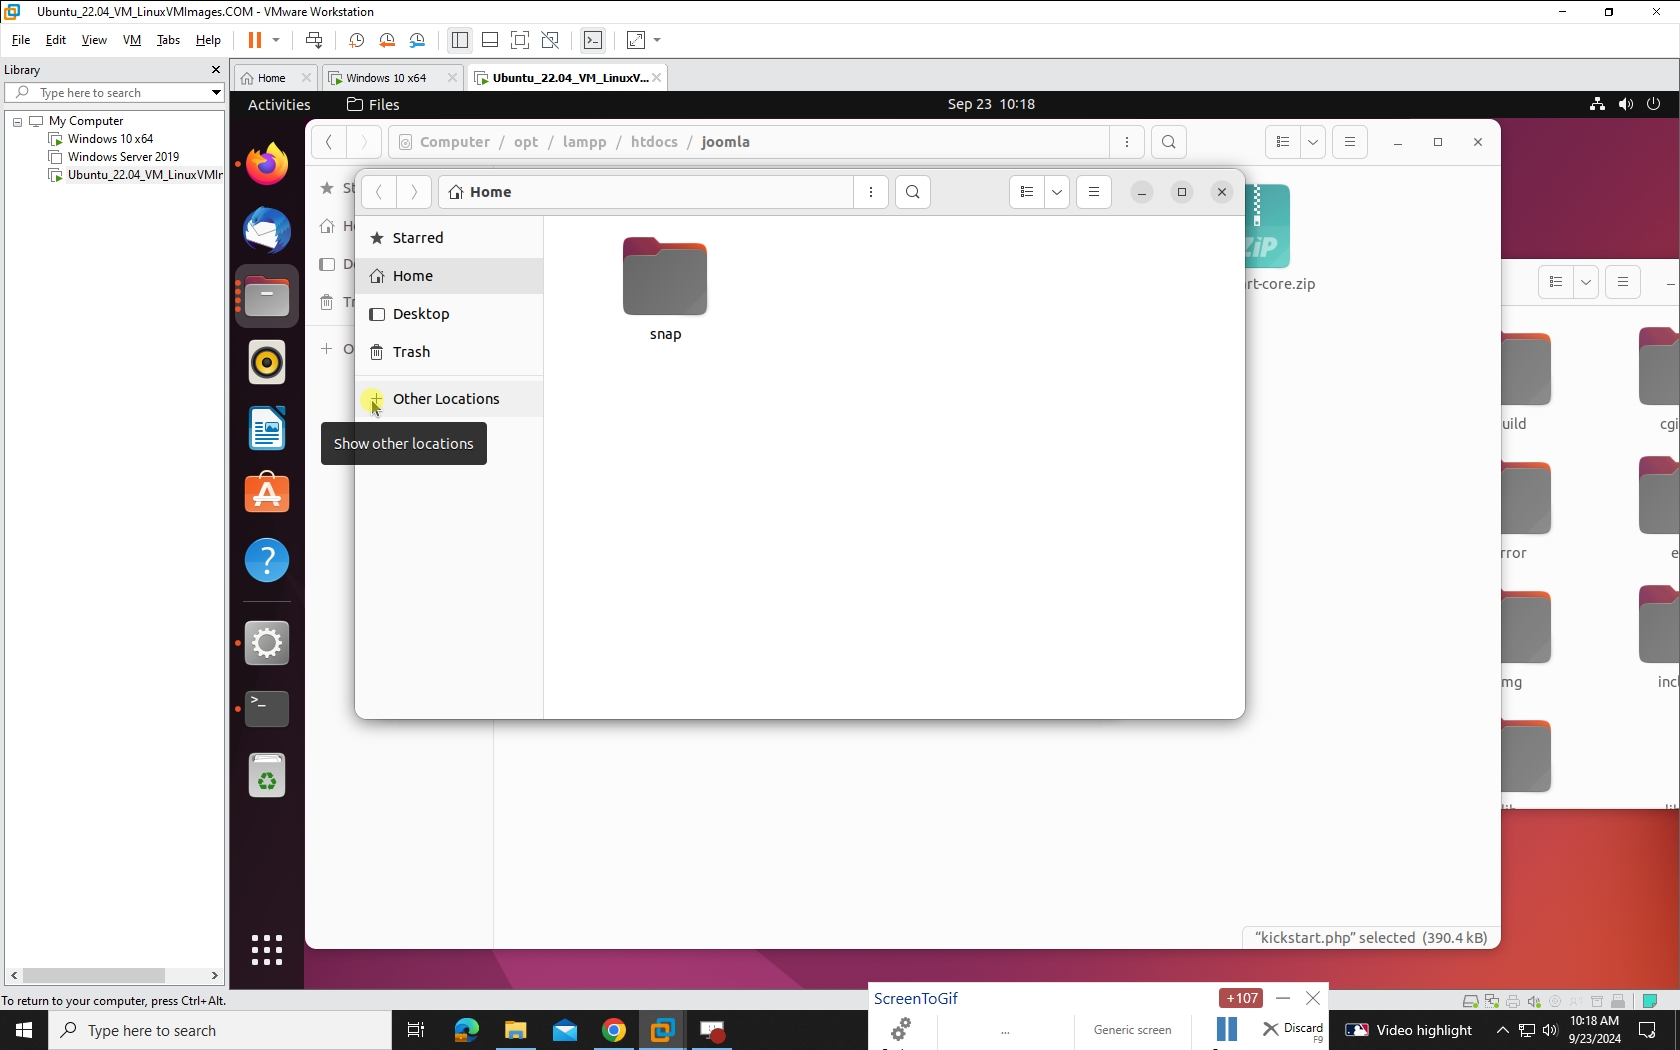 Ubuntu_22.04_VM_LinuxVMImages.COM - VMware Workstation
File Edit View VM Tabs Help
Library
Type here to search
My Computer
Windows 10 x64
Windows Server 2019
Ubuntu_22.04_VM_LinuxVMIr
Home
Windows 10 x64
Ubuntu_22.04_VM_LinuxV...
Activities
Files
Sep 23 10:18
Computer / opt / lampp / htdocs / joomla
St
H
D
Tr
O
Home
Starred
Home
Desktop
Trash
Other Locations
Show other locations
snap
ZiP
rt-core.zip
uild
cgi
rror
e
mg
incl
"kickstart.php" selected (390.4 kB)
To return to your computer, press Ctrl+Alt.
ScreenToGif
+107
...
Generic screen
Discard
F9
Type here to search
Video highlight
10:18 AM
9/23/2024